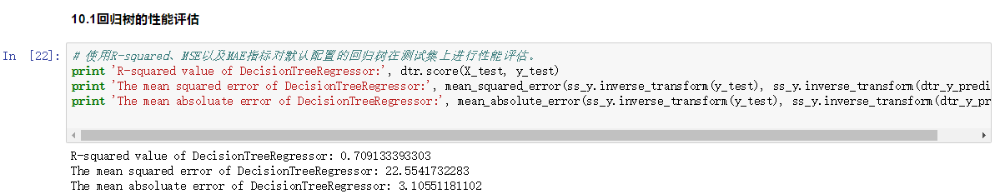 10.1回归树的性能评估
In [22]: # 使用R-squared、MSE以及MAE指标对默认配置的回归树在测试集上进行性能评估。
print 'R-squared value of DecisionTreeRegressor:', dtr.score(X_test, y_test)
print 'The mean squared error of DecisionTreeRegressor:', mean_squared_error(ss_y.inverse_transform(y_test), ss_y.inverse_transform(dtr_y_predi
print 'The mean absoluate error of DecisionTreeRegressor:', mean_absolute_error(ss_y.inverse_transform(y_test), ss_y.inverse_transform(dtr_y_pr
R-squared value of DecisionTreeRegressor: 0.709133393303
The mean squared error of DecisionTreeRegressor: 22.5541732283
The mean absoluate error of DecisionTreeRegressor: 3.10551181102